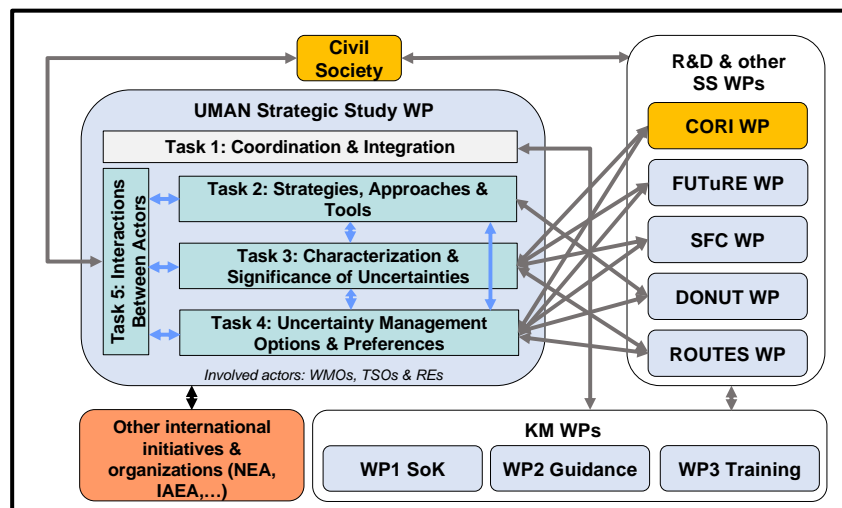 Civil
Society
R&D & other
SS WPs
UMAN Strategic Study WP
Task 1: Coordination & Integration
Task 5: Interactions
Between Actors
Task 2: Strategies, Approaches &
Tools
Task 3: Characterization &
Significance of Uncertainties
Task 4: Uncertainty Management
Options & Preferences
Involved actors: WMOs, TSOs & REs
CORI WP
FUTuRE WP
SFC WP
DONUT WP
ROUTES WP
Other international
initiatives &
organizations (NEA,
IAEA,...)
KM WPs
WP1 SoK
WP2 Guidance
WP3 Training